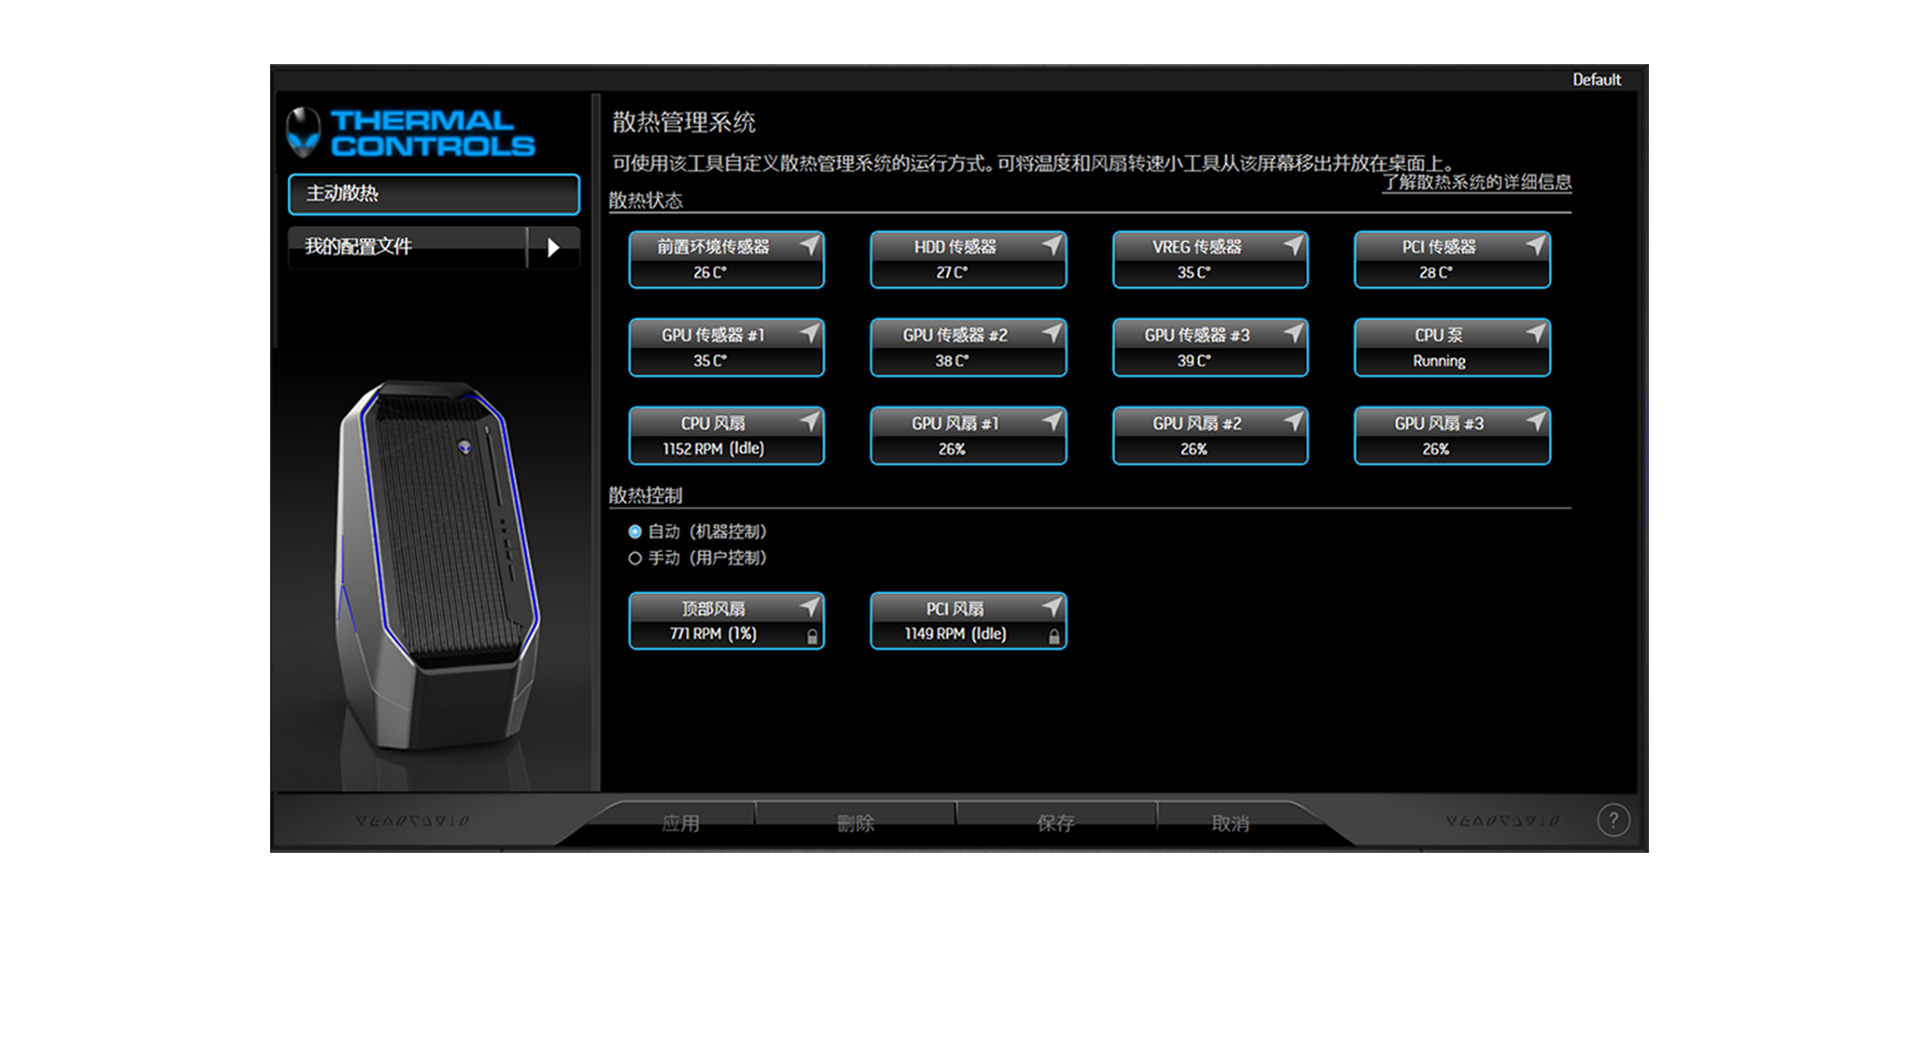 Default
THERMAL
CONTROLS
主动散热
我的配置文件
散热管理系统
可使用该工具自定义散热管理系统的运行方式。可将温度和风扇转速小工具从该屏幕移出并放在桌面上。
了解散热系统的详细信息
散热状态
前置环境传感器
26 C°
HDD 传感器
27 C°
VREG 传感器
35 C°
PCI 传感器
28 C°
GPU 传感器 #1
35 C°
GPU 传感器 #2
38 C°
GPU 传感器 #3
39 C°
CPU 泵
Running
CPU 风扇
1152 RPM (Idle)
GPU 风扇 #1
26%
GPU 风扇 #2
26%
GPU 风扇 #3
26%
散热控制
自动（机器控制）
手动（用户控制）
顶部风扇
771 RPM (1%)
PCI 风扇
1149 RPM (Idle)
应用
删除
保存
取消
?